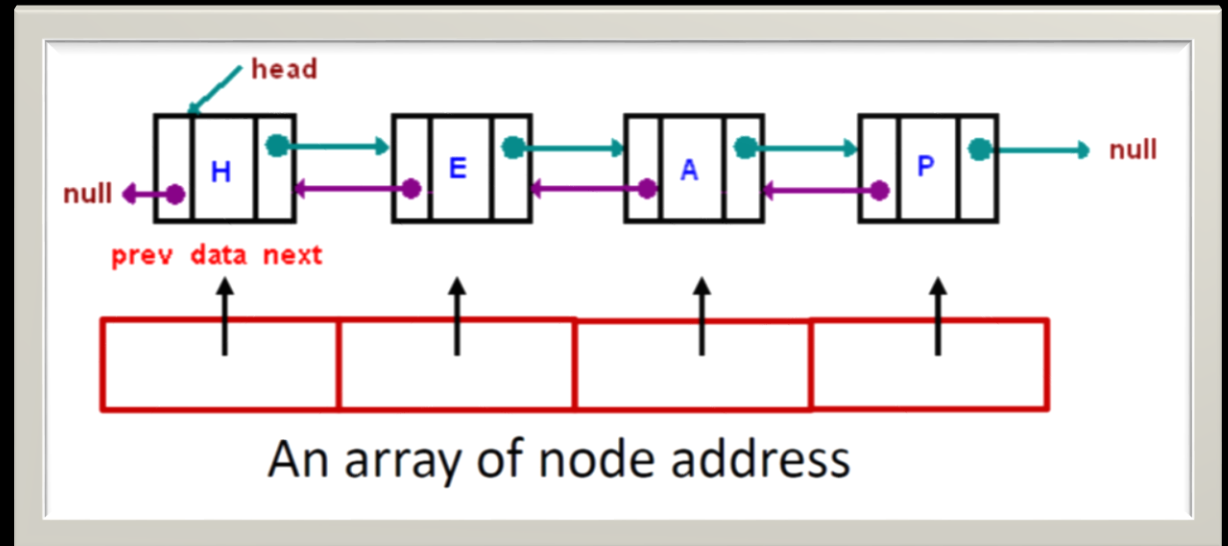 head
H E A P
null
null
prev data next
An array of node address